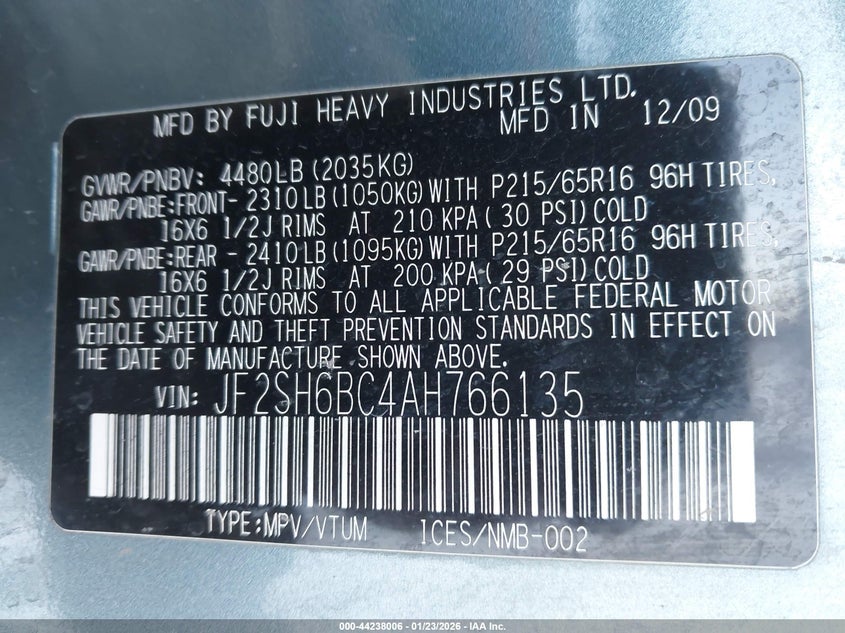 MFD BY FUJI HEAVY INDUSTRIES LTD.
MFD IN 12/09
GVWR/PNBV: 4480LB(2035KG)
GAWR/PNBE:FRONT- 2310LB(1050KG)WITH P215/65R16 96H TIRES,
16X6 1/2J RIMS AT 210 KPA( 30 PSI)COLD
GAWR/PNBE:REAR - 2410LB(1095KG)WITH P215/65R16 96H TIRES,
16X6 1/2J RIMS AT 200 KPA( 29 PSI)COLD
THIS VEHICLE CONFORMS TO ALL APPLICABLE FEDERAL MOTOR
VEHICLE SAFETY AND THEFT PREVENTION STANDARDS IN EFFECT ON
THE DATE OF MANUFACTURE SHOWN ABOVE.
VIN: JF2SH6BC4AH766135
TYPE:MPV/VTUM ICES/NMB-002
000-44238006 - 01/23/2026 - IAA Inc.